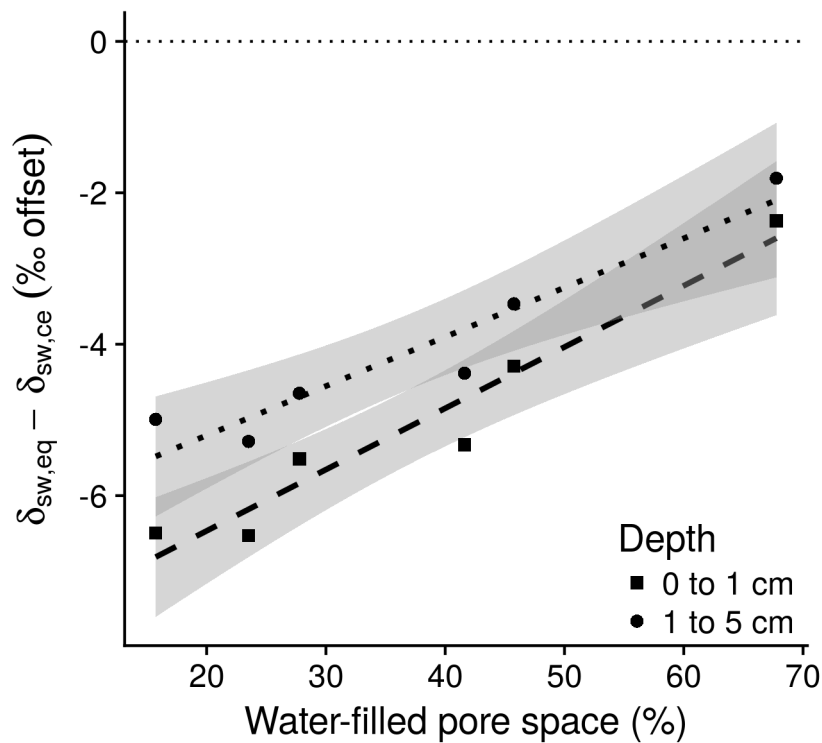 0
-2
-4
-6
δsw,eq − δsw,ce (‰ offset)
Depth
0 to 1 cm
1 to 5 cm
20 30 40 50 60 70
Water-filled pore space (%)